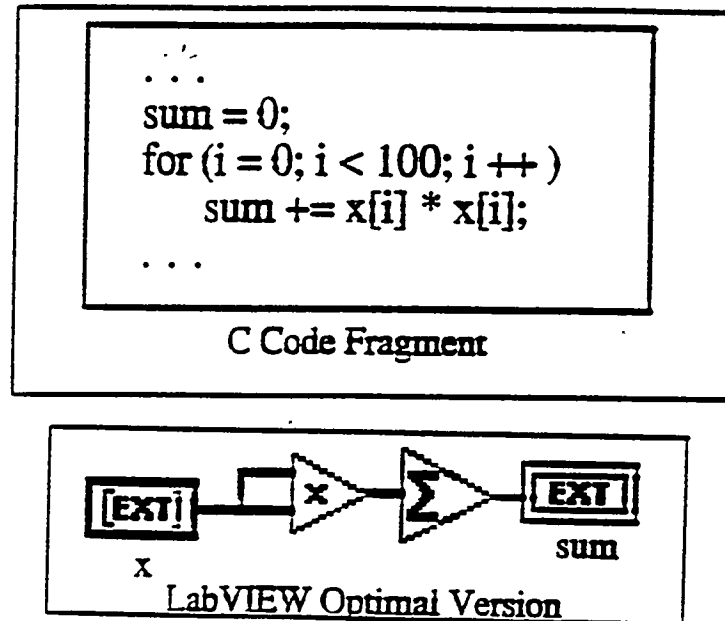 . . .
sum = 0;
for (i = 0; i < 100; i ++ )
sum += x[i] * x[i];
. . .
C Code Fragment
[EXT] x Σ EXT
x sum
LabVIEW Optimal Version